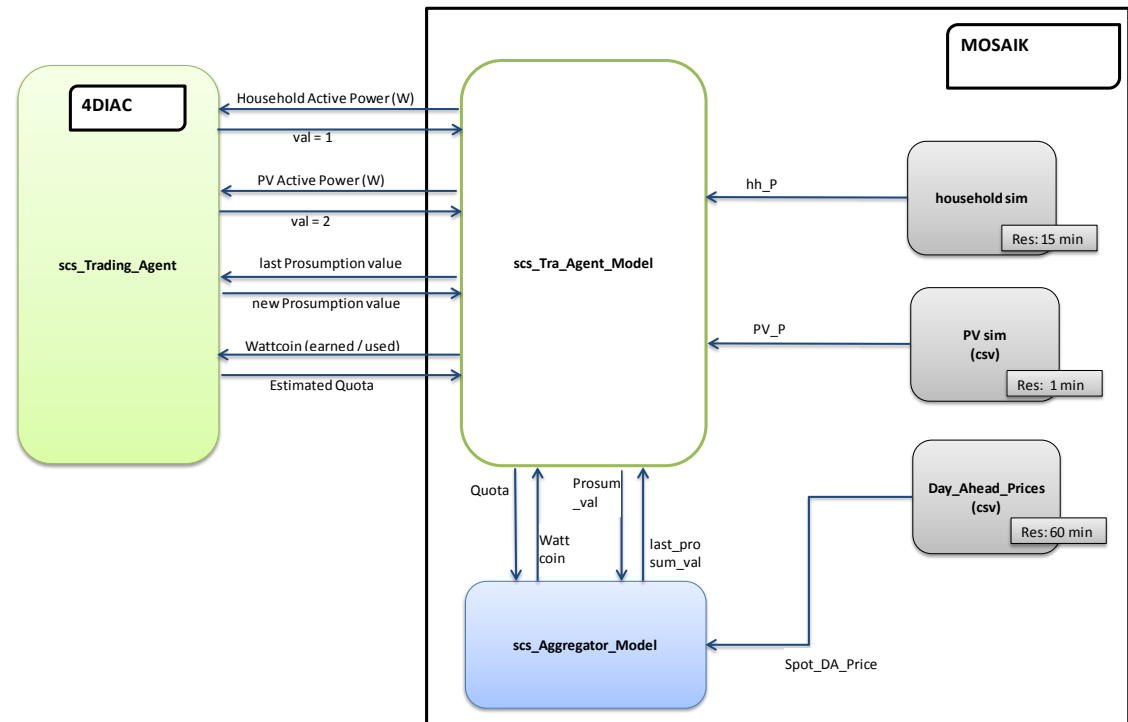 MOSAIK
4DIAC
Household Active Power (W)
val = 1
PV Active Power (W)
val = 2
scs_Trading_Agent
last Prosumption value
new Prosumption value
Wattcoin (earned / used)
Estimated Quota
scs_Tra_Agent_Model
hh_P
household sim
Res: 15 min
PV_P
PV sim
(csv)
Res: 1 min
Day_Ahead_Prices
(csv)
Res: 60 min
Quota
Watt
coin
Prosum
_val
last_pro
sum_val
scs_Aggregator_Model
Spot_DA_Price